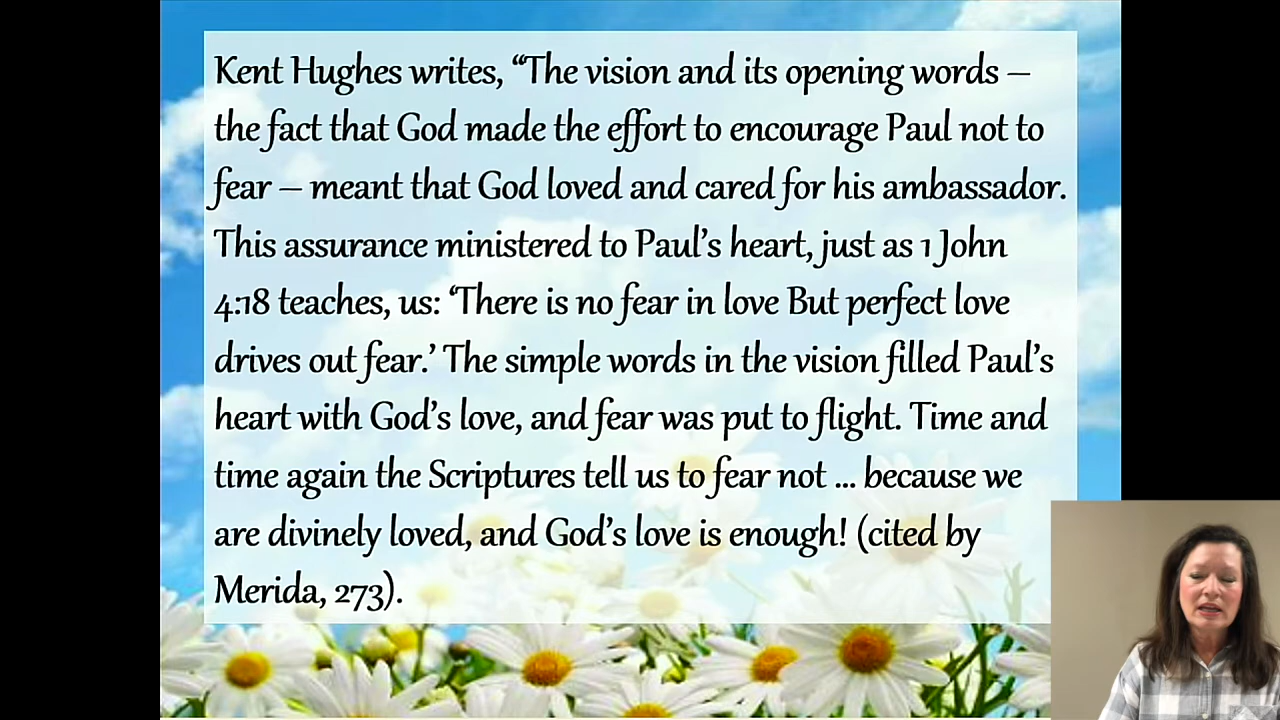 Kent Hughes writes, “The vision and its opening words –
the fact that God made the effort to encourage Paul not to
fear – meant that God loved and cared for his ambassador.
This assurance ministered to Paul’s heart, just as 1 John
4:18 teaches, us: ‘There is no fear in love But perfect love
drives out fear.’ The simple words in the vision filled Paul’s
heart with God’s love, and fear was put to flight. Time and
time again the Scriptures tell us to fear not ... because we
are divinely loved, and God’s love is enough! (cited by
Merida, 273).